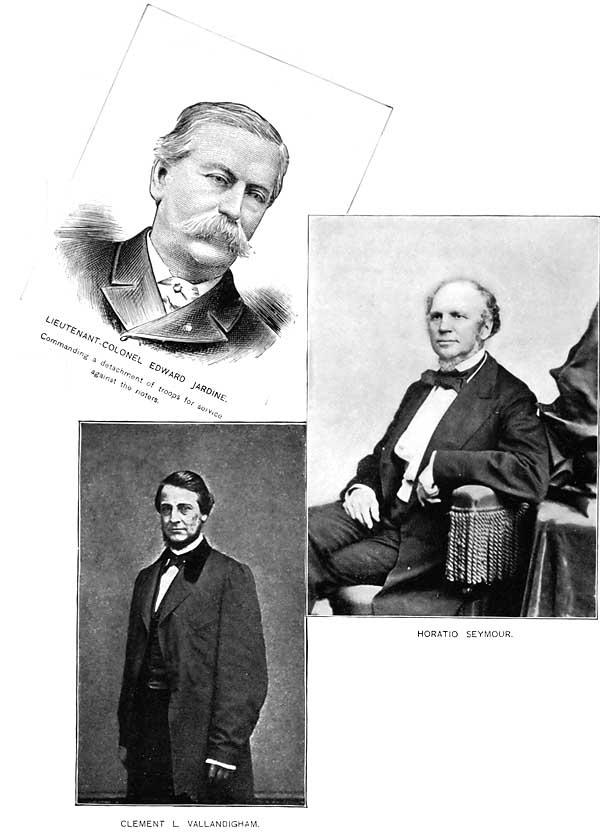 LIEUTENANT-COLONEL EDWARD JARDINE.
Commanding a detachment of troops for service
against the rioters.
HORATIO SEYMOUR.
CLEMENT L. VALLANDIGHAM.